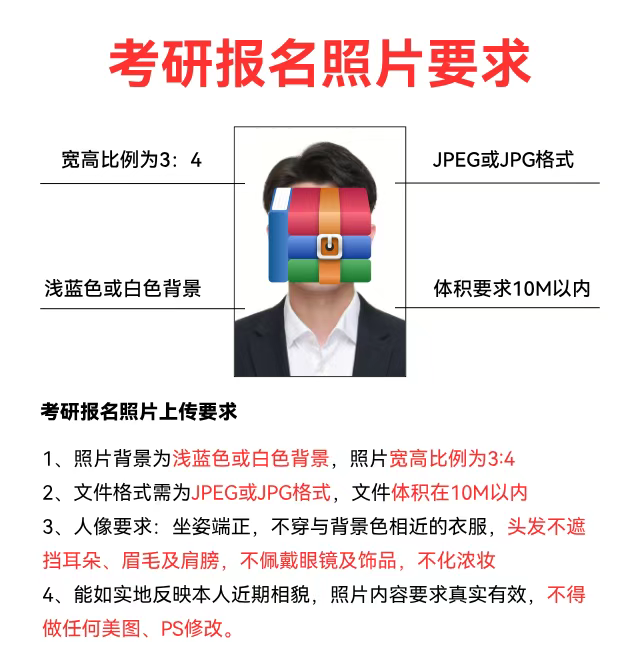 考研报名照片要求
宽高比例为3：4
JPEG或JPG格式
浅蓝色或白色背景
体积要求10M以内
考研报名照片上传要求
1、照片背景为浅蓝色或白色背景，照片宽高比例为3:4
2、文件格式需为JPEG或JPG格式，文件体积在10M以内
3、人像要求：坐姿端正，不穿与背景色相近的衣服，头发不遮
挡耳朵、眉毛及肩膀，不佩戴眼镜及饰品，不化浓妆
4、能如实地反映本人近期相貌，照片内容要求真实有效，不得
做任何美图、PS修改。